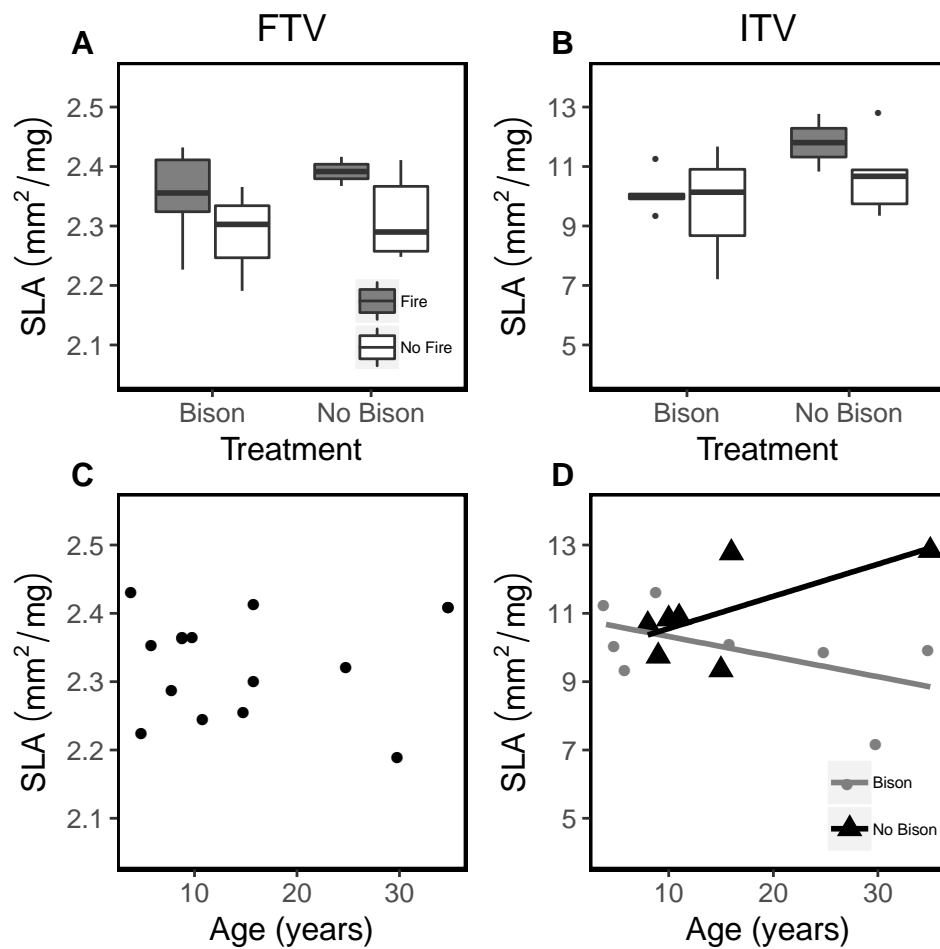 A
FTV
SLA (mm²/mg)
2.5
2.4
2.3
2.2
2.1
Fire
No Fire
Bison
No Bison
Treatment
B
ITV
SLA (mm²/mg)
13
11
9
7
5
Bison
No Bison
Treatment
C
SLA (mm²/mg)
2.5
2.4
2.3
2.2
2.1
10
20
30
Age (years)
D
SLA (mm²/mg)
13
11
9
7
5
Bison
No Bison
10
20
30
Age (years)